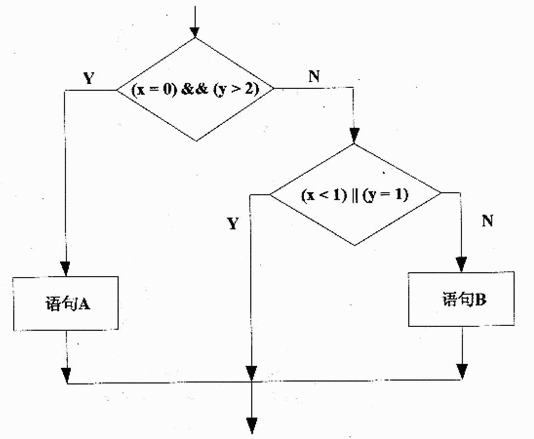 Y
(x = 0) && (y > 2)
N
(x < 1) || (y = 1)
Y
N
语句A
语句B